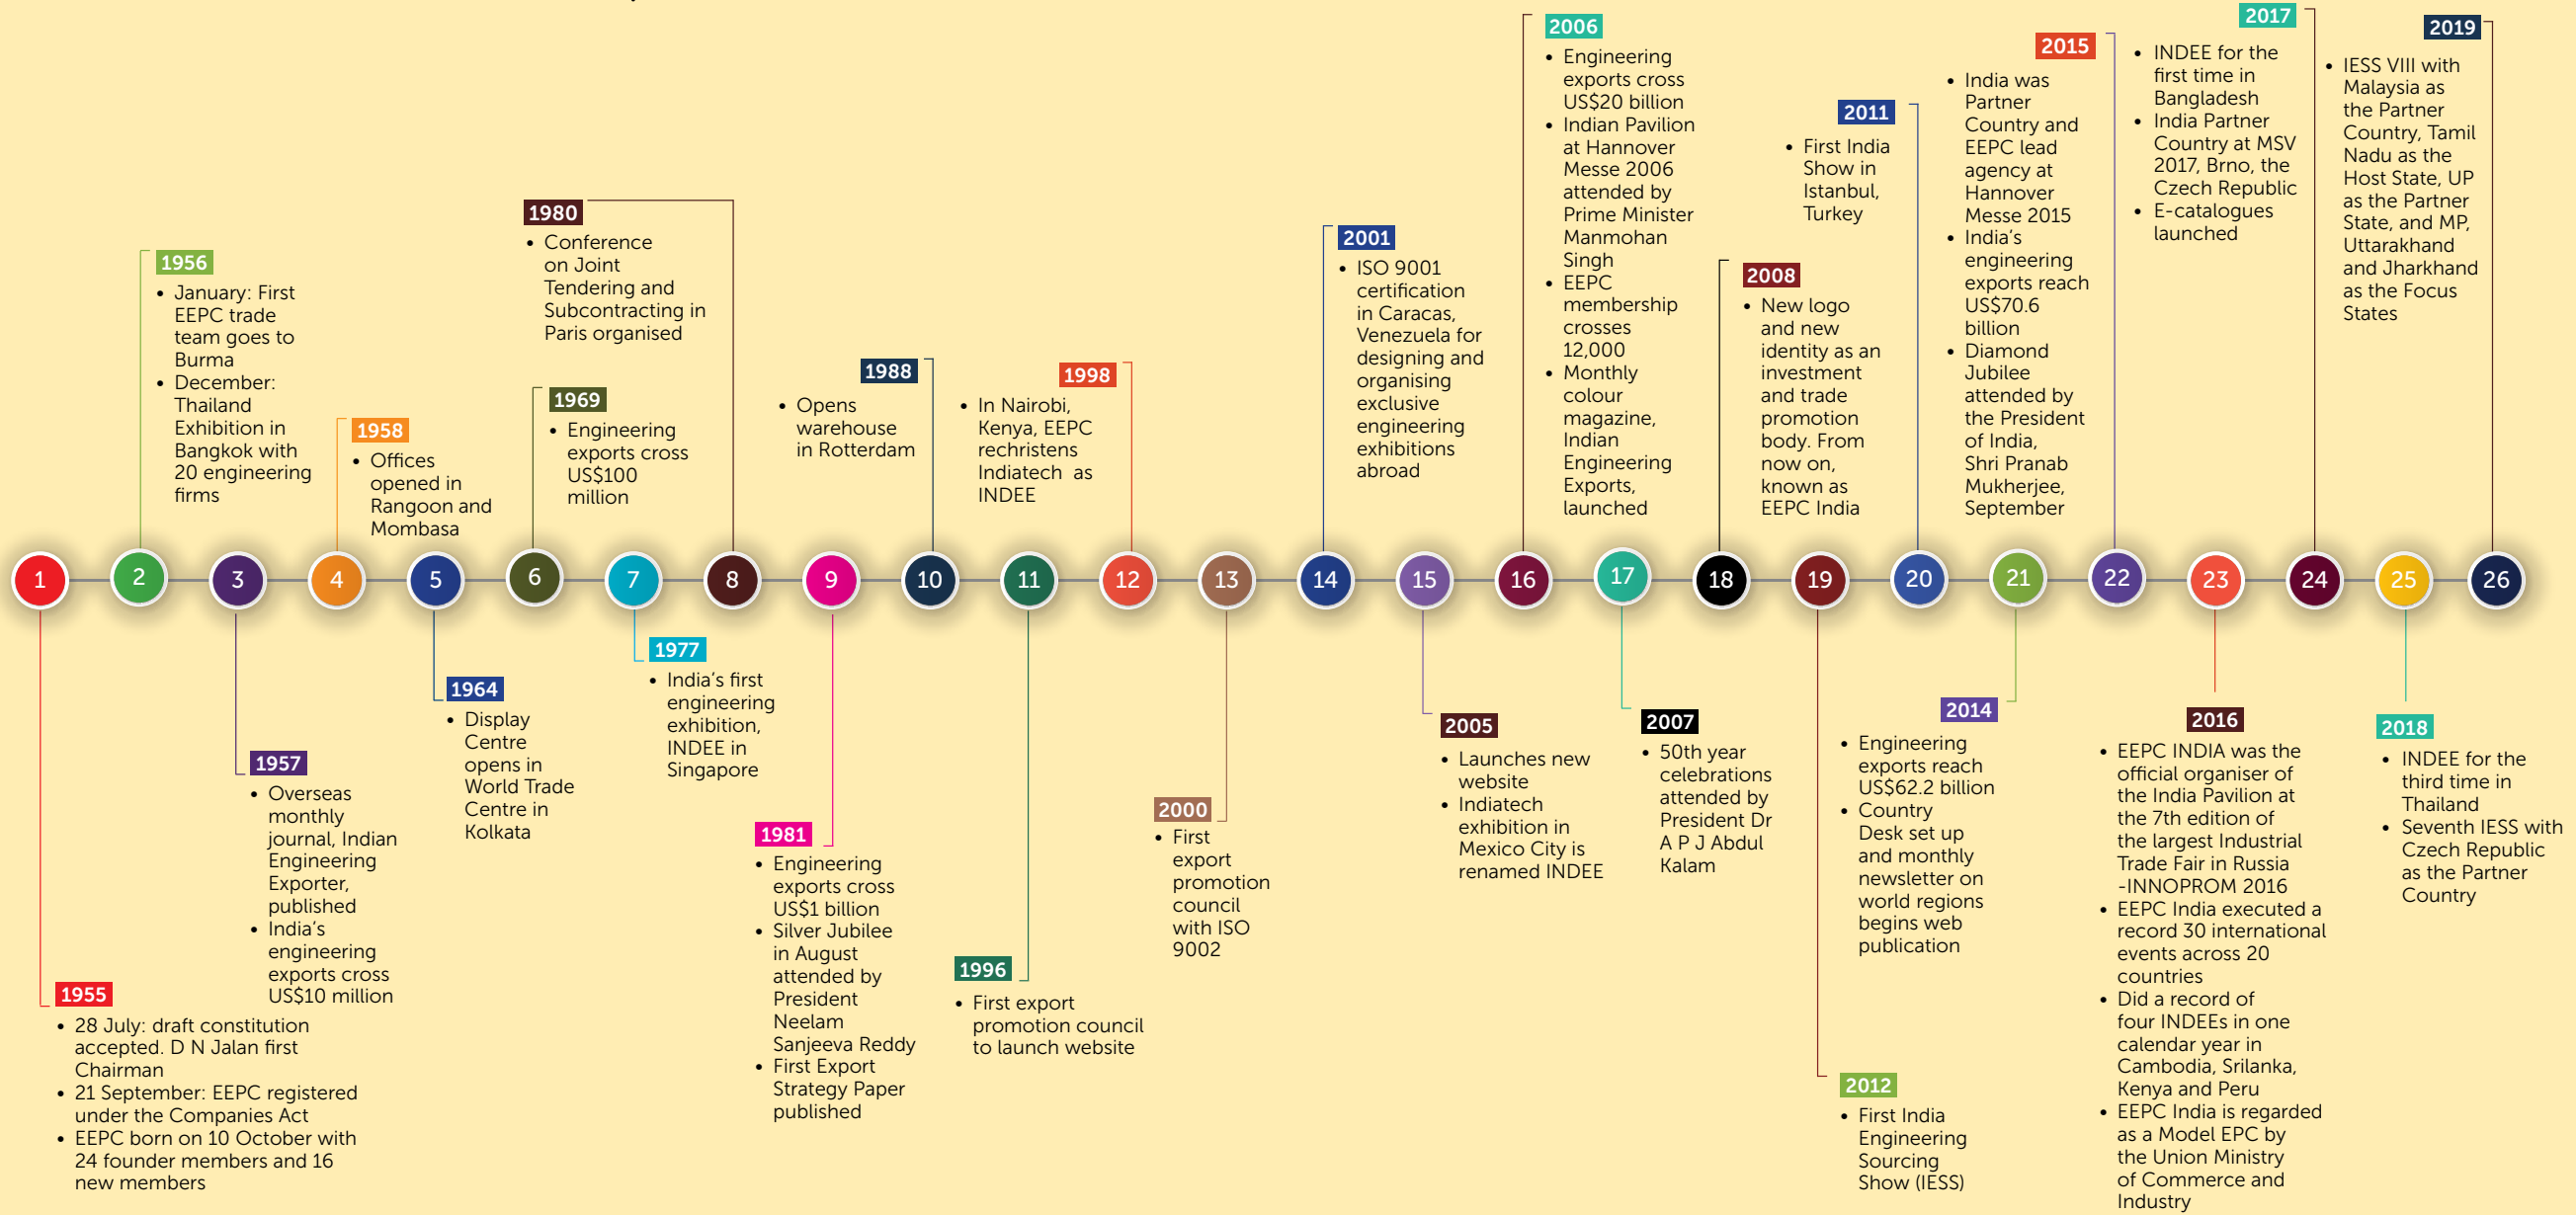 1955
• 28 July: draft constitution
accepted. D N Jalan first
Chairman
• 21 September: EEPC registered
under the Companies Act
• EEPC born on 10 October with
24 founder members and 16
new members
1956
• January: First
EEPC trade
team goes to
Burma
• December:
Thailand
Exhibition in
Bangkok with
20 engineering
firms
1957
• Overseas
monthly
journal, Indian
Engineering
Exporter,
published
• India's
engineering
exports cross
US$10 million
1958
• Offices
opened in
Rangoon and
Mombasa
1964
• Display
Centre
opens in
World Trade
Centre in
Kolkata
1969
• Engineering
exports cross
US$100
million
1977
• India's first
engineering
exhibition,
INDEE in
Singapore
1980
• Conference
on Joint
Tendering and
Subcontracting in
Paris organised
1981
• Engineering
exports cross
US$1 billion
• Silver Jubilee
in August
attended by
President
Neelam
Sanjeeva Reddy
• First Export
Strategy Paper
published
1988
• Opens
warehouse
in Rotterdam
1996
• First export
promotion council
to launch website
1998
• In Nairobi,
Kenya, EEPC
rechristens
Indiatech as
INDEE
2000
• First
export
promotion
council
with ISO
9002
2001
• ISO 9001
certification
in Caracas,
Venezuela for
designing and
organising
exclusive
engineering
exhibitions
abroad
2005
• Launches new
website
• Indiatech
exhibition in
Mexico City is
renamed INDEE
2006
• Engineering
exports cross
US$20 billion
• Indian Pavilion
at Hannover
Messe 2006
attended by
Prime Minister
Manmohan
Singh
• EEPC
membership
crosses
12,000
• Monthly
colour
magazine,
Indian
Engineering
Exports,
launched
2007
• 50th year
celebrations
attended by
President Dr
A P J Abdul
Kalam
2008
• New logo
and new
identity as an
investment
and trade
promotion
body. From
now on,
known as
EEPC India
2012
• First India
Engineering
Sourcing
Show (IESS)
2011
• First India
Show in
Istanbul,
Turkey
2014
• Engineering
exports reach
US$62.2 billion
• Country
Desk set up
and monthly
newsletter on
world regions
begins web
publication
2015
• India was
Partner
Country and
EEPC lead
agency at
Hannover
Messe 2015
• India's
engineering
exports reach
US$70.6
billion
• Diamond
Jubilee
attended by
the President
of India,
Shri Pranab
Mukherjee,
September
2016
• EEPC INDIA was the
official organiser of
the India Pavilion at
the 7th edition of
the largest Industrial
Trade Fair in Russia
-INNOPROM 2016
• EEPC India executed a
record 30 international
events across 20
countries
• Did a record of
four INDEEs in one
calendar year in
Cambodia, Srilanka,
Kenya and Peru
• EEPC India is regarded
as a Model EPC by
the Union Ministry
of Commerce and
Industry
2017
• INDEE for the
first time in
Bangladesh
• India Partner
Country at MSV
2017, Brno, the
Czech Republic
• E-catalogues
launched
2018
• INDEE for the
third time in
Thailand
• Seventh IESS with
Czech Republic
as the Partner
Country
2019
• IESS VIII with
Malaysia as
the Partner
Country, Tamil
Nadu as the
Host State, UP
as the Partner
State, and MP,
Uttarakhand
and Jharkhand
as the Focus
States
1 2 3 4 5 6 7 8 9 10 11 12 13 14 15 16 17 18 19 20 21 22 23 24 25 26